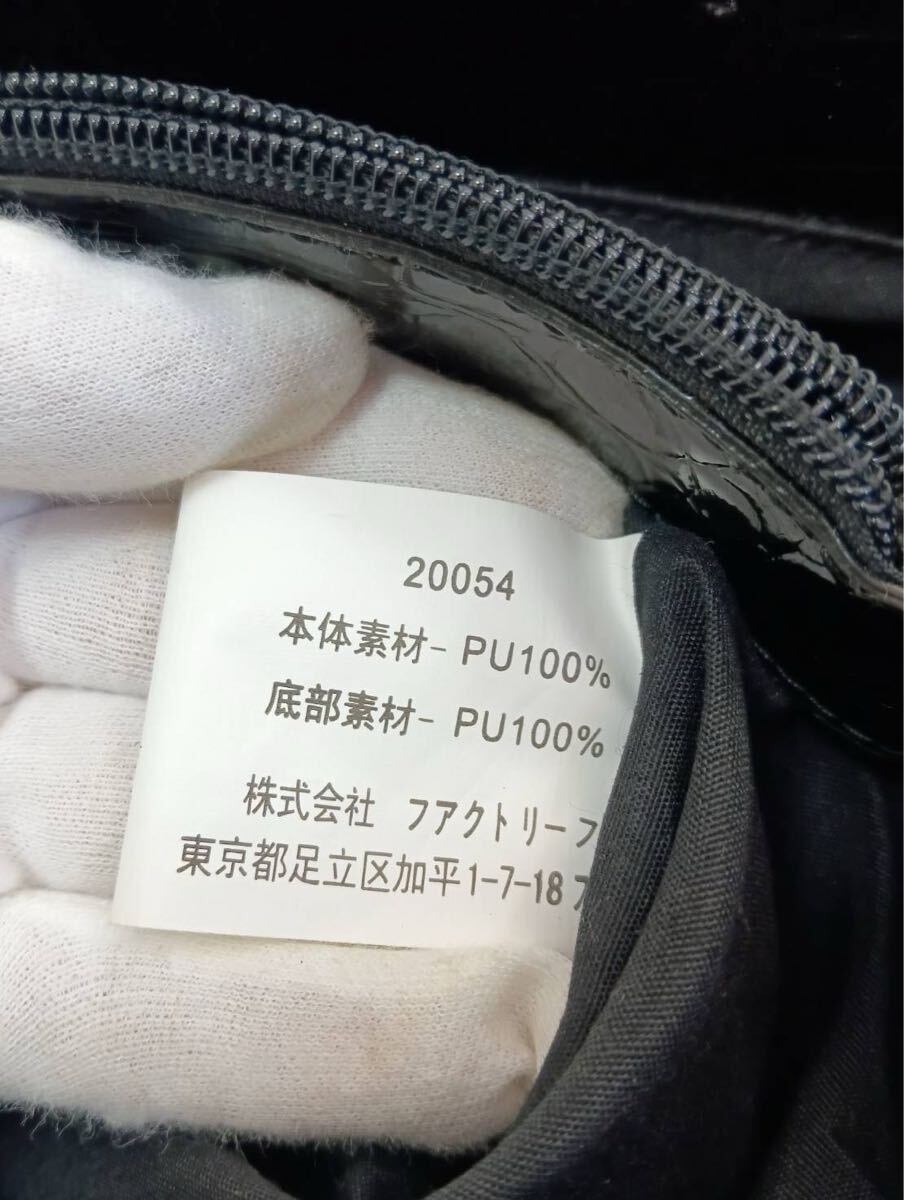 20054
本体素材- PU100%
底部素材- PU100%
株式会社 フアクトリーフ
東京都足立区加平1-7-18